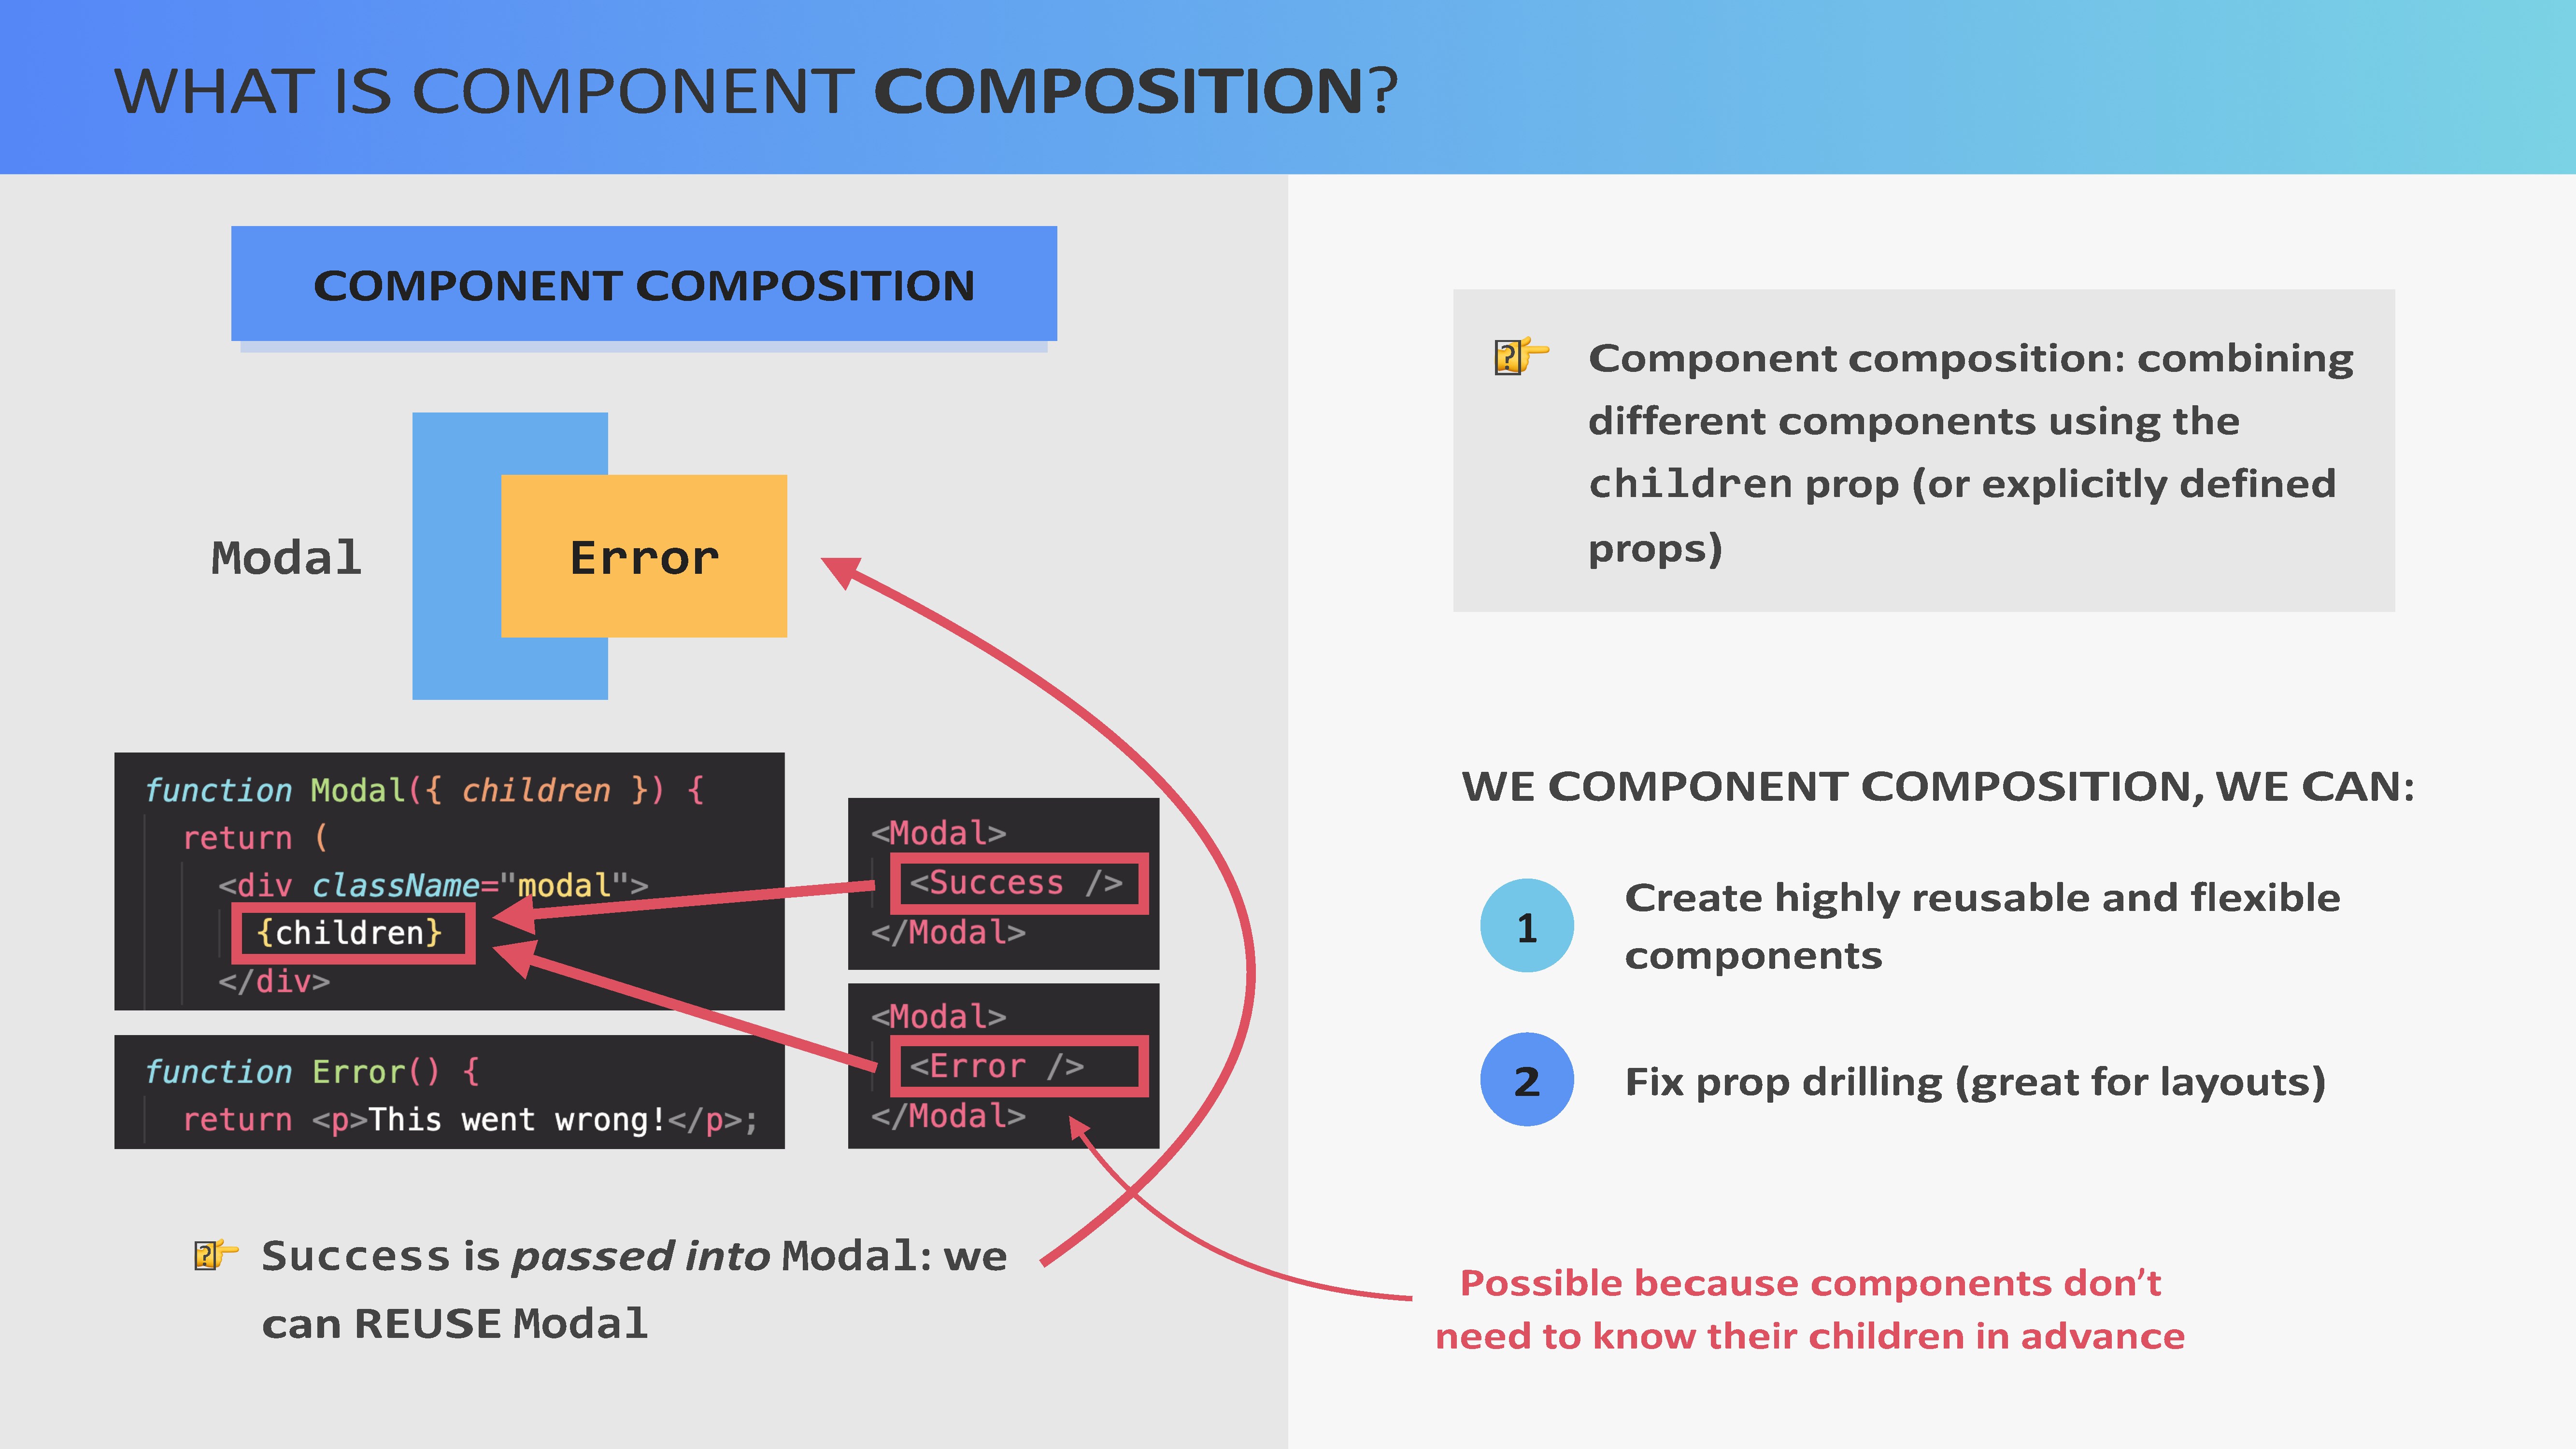 WHAT IS COMPONENT COMPOSITION?
COMPONENT COMPOSITION
Modal
Error
function Modal({ children }) {
return (
<div className="modal">
{children}
</div>
function Error() {
return <p>This went wrong!</p>;
<Modal>
<Success />
</Modal>
<Modal>
<Error />
</Modal>
Success is passed into Modal: we
can REUSE Modal
Component composition: combining
different components using the
children prop (or explicitly defined
props)
WE COMPONENT COMPOSITION, WE CAN:
1
Create highly reusable and flexible
components
2
Fix prop drilling (great for layouts)
Possible because components don’t
need to know their children in advance